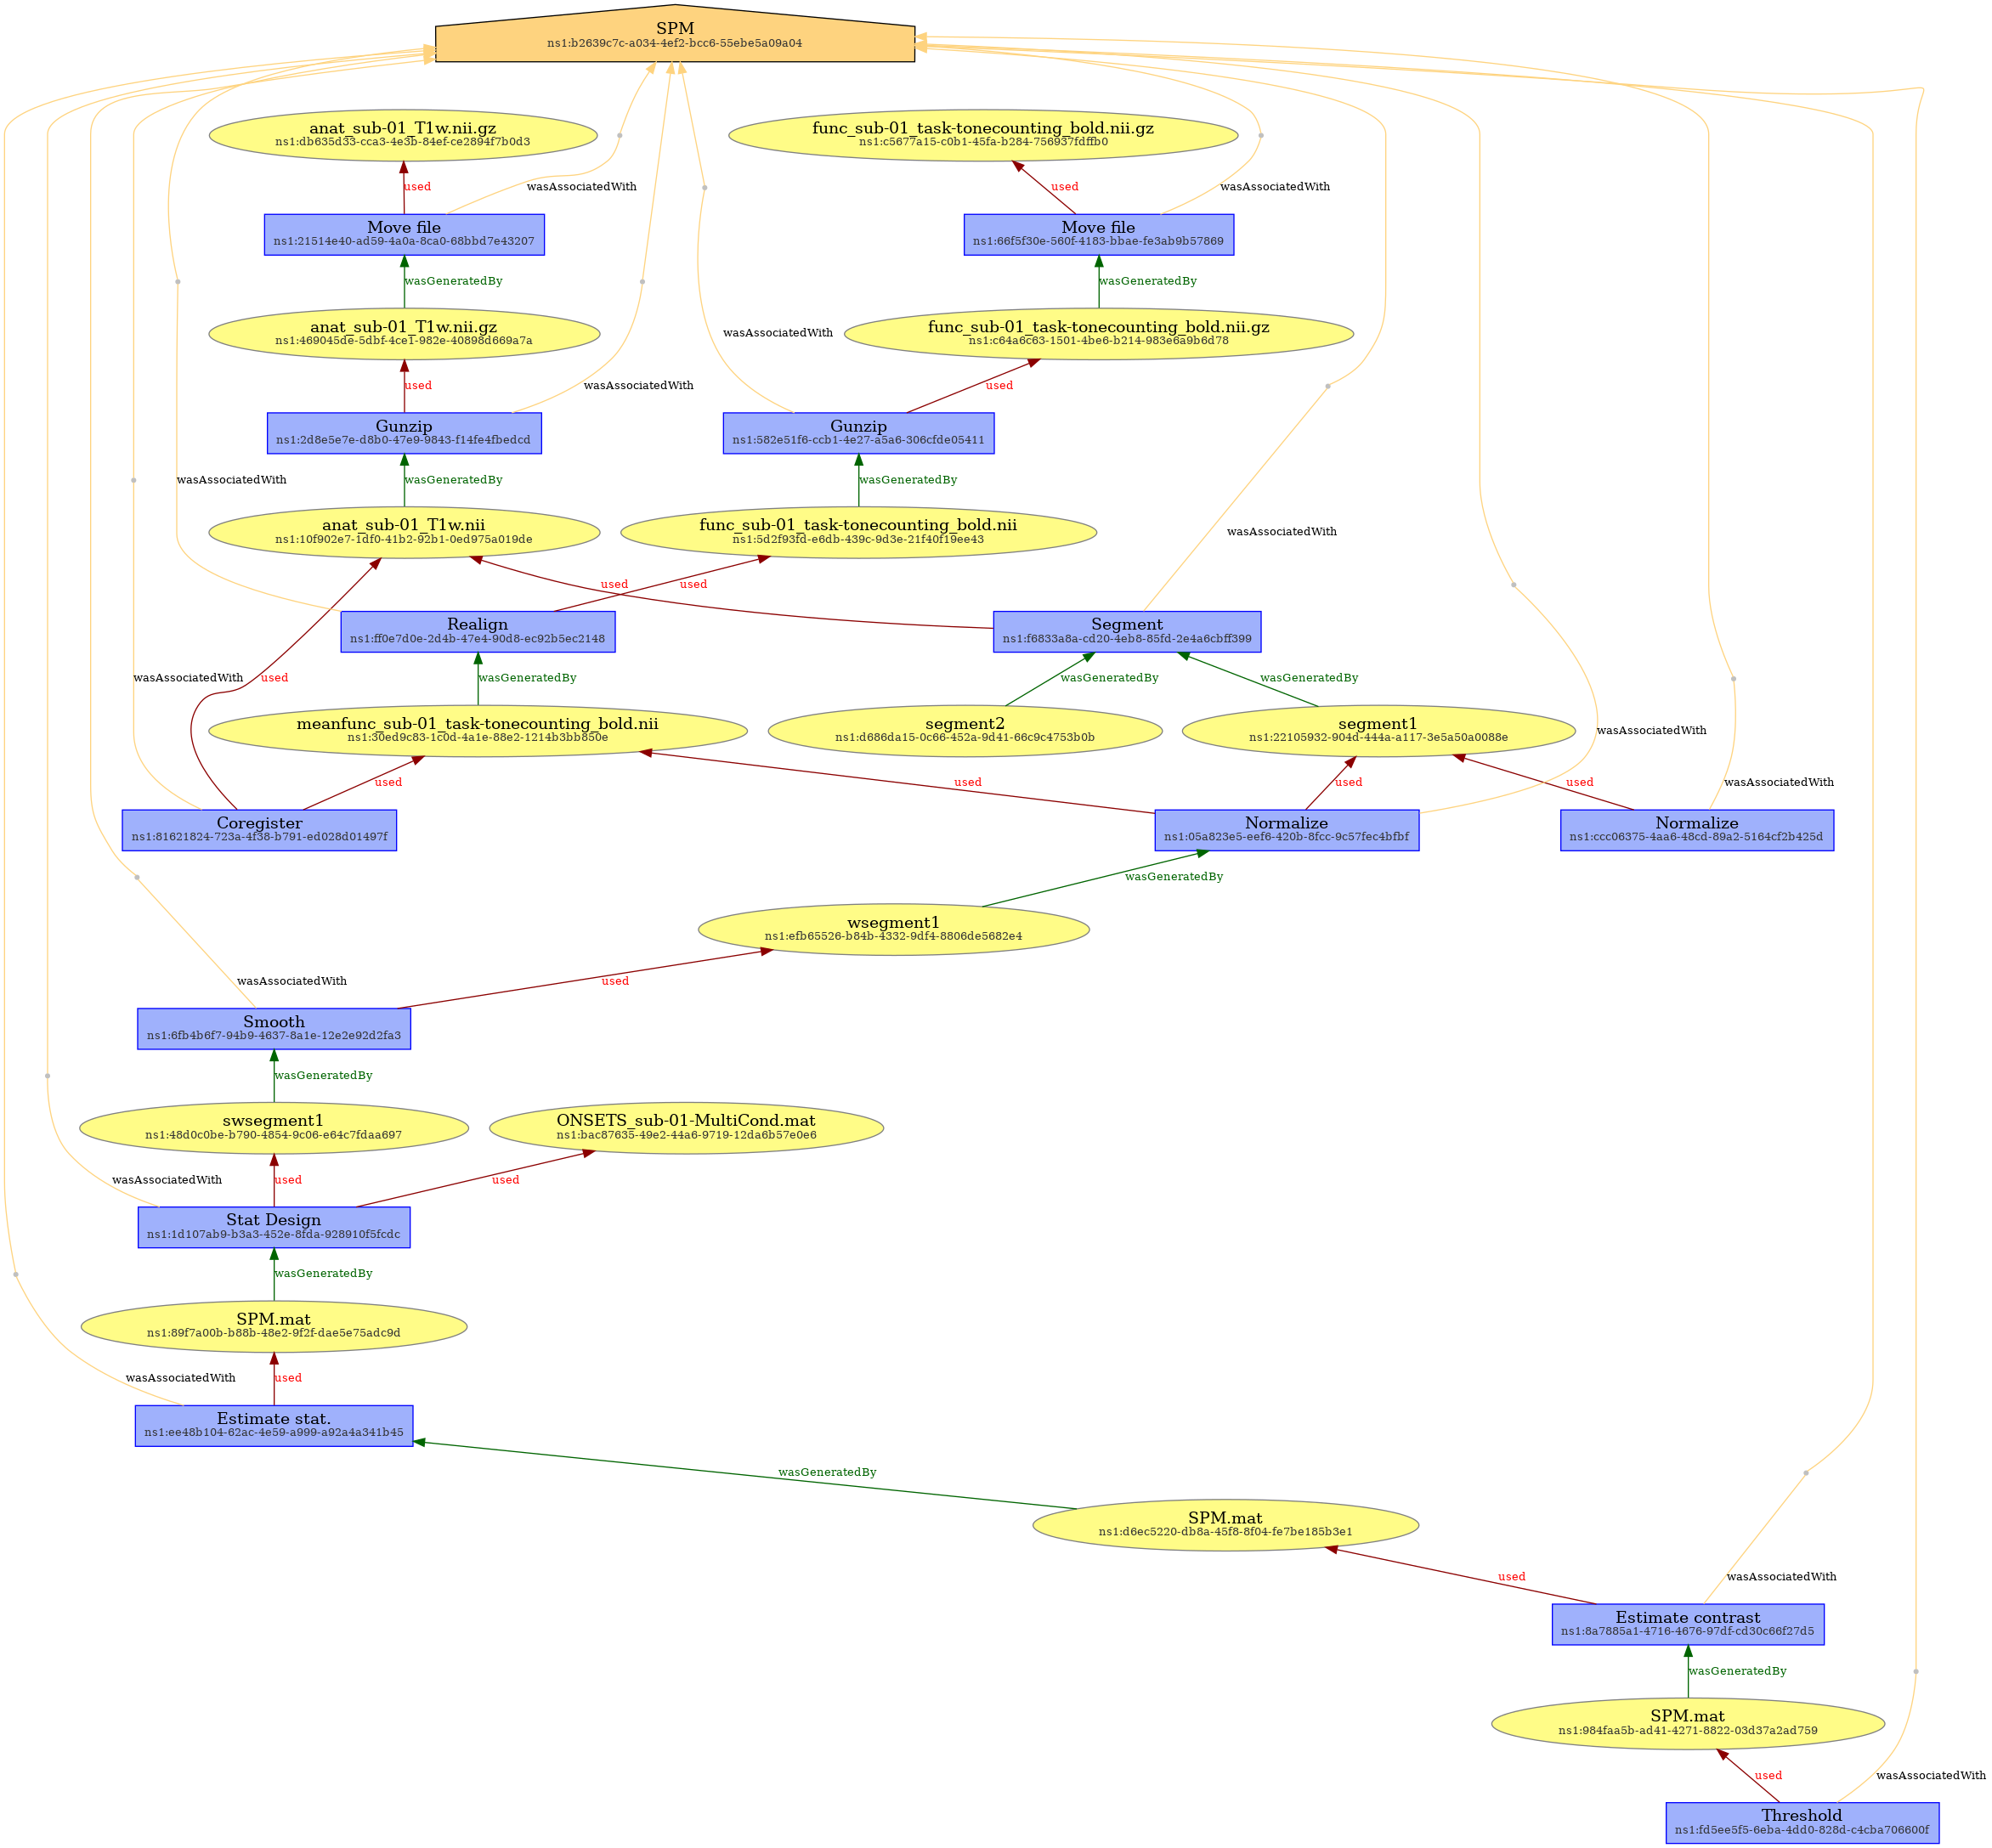 SPM
ns1:b2639c7c-a034-4ef2-bcc6-55ebe5a09a04
anat_sub-01_T1w.nii.gz
ns1:db635d33-cca3-4e3b-84ef-ce2894f7b0d3
func_sub-01_task-tonecounting_bold.nii.gz
ns1:c5677a15-c0b1-45fa-b284-756937fdffb0
used
wasAssociatedWith
used
wasAssociatedWith
Move file
ns1:21514e40-ad59-4a0a-8ca0-68bbd7e43207
Move file
ns1:66f5f30e-560f-4183-bbae-fe3ab9b57869
wasGeneratedBy
wasGeneratedBy
anat_sub-01_T1w.nii.gz
ns1:469045de-5dbf-4ce1-982e-40898d669a7a
wasAssociatedWith
func_sub-01_task-tonecounting_bold.nii.gz
ns1:c64a6c63-1501-4be6-b214-983e6a9b6d78
used
wasAssociatedWith
used
Gunzip
ns1:2d8e5e7e-d8b0-47e9-9843-f14fe4fbedcd
Gunzip
ns1:582e51f6-ccb1-4e27-a5a6-306cfde05411
wasAssociatedWith
wasGeneratedBy
wasGeneratedBy
anat_sub-01_T1w.nii
ns1:10f902e7-1df0-41b2-92b1-0ed975a019de
func_sub-01_task-tonecounting_bold.nii
ns1:5d2f93fd-e6db-439c-9d3e-21f40f19ee43
wasAssociatedWith
used
used
Realign
ns1:ff0e7d0e-2d4b-47e4-90d8-ec92b5ec2148
Segment
ns1:f6833a8a-cd20-4eb8-85fd-2e4a6cbff399
wasAssociatedWith
used
wasGeneratedBy
wasGeneratedBy
wasGeneratedBy
meanfunc_sub-01_task-tonecounting_bold.nii
ns1:30ed9c83-1c0d-4a1e-88e2-1214b3bb850e
segment2
ns1:d686da15-0c66-452a-9d41-66c9c4753b0b
segment1
ns1:22105932-904d-444a-a117-3e5a50a0088e
wasAssociatedWith
used
used
used
used
wasAssociatedWith
Coregister
ns1:81621824-723a-4f38-b791-ed028d01497f
Normalize
ns1:05a823e5-eef6-420b-8fcc-9c57fec4bfbf
Normalize
ns1:ccc06375-4aa6-48cd-89a2-5164cf2b425d
wasGeneratedBy
wsegment1
ns1:efb65526-b84b-4332-9df4-8806de5682e4
wasAssociatedWith
used
Smooth
ns1:6fb4b6f7-94b9-4637-8a1e-12e2e92d2fa3
wasGeneratedBy
swsegment1
ns1:48d0c0be-b790-4854-9c06-e64c7fdaa697
ONSETS_sub-01-MultiCond.mat
ns1:bac87635-49e2-44a6-9719-12da6b57e0e6
wasAssociatedWith
used
used
Stat Design
ns1:1d107ab9-b3a3-452e-8fda-928910f5fcdc
wasGeneratedBy
SPM.mat
ns1:89f7a00b-b88b-48e2-9f2f-dae5e75adc9d
wasAssociatedWith
used
Estimate stat.
ns1:ee48b104-62ac-4e59-a999-a92a4a341b45
wasGeneratedBy
SPM.mat
ns1:d6ec5220-db8a-45f8-8f04-fe7be185b3e1
used
wasAssociatedWith
Estimate contrast
ns1:8a7885a1-4716-4676-97df-cd30c66f27d5
wasGeneratedBy
SPM.mat
ns1:984faa5b-ad41-4271-8822-03d37a2ad759
used
wasAssociatedWith
Threshold
ns1:fd5ee5f5-6eba-4dd0-828d-c4cba706600f